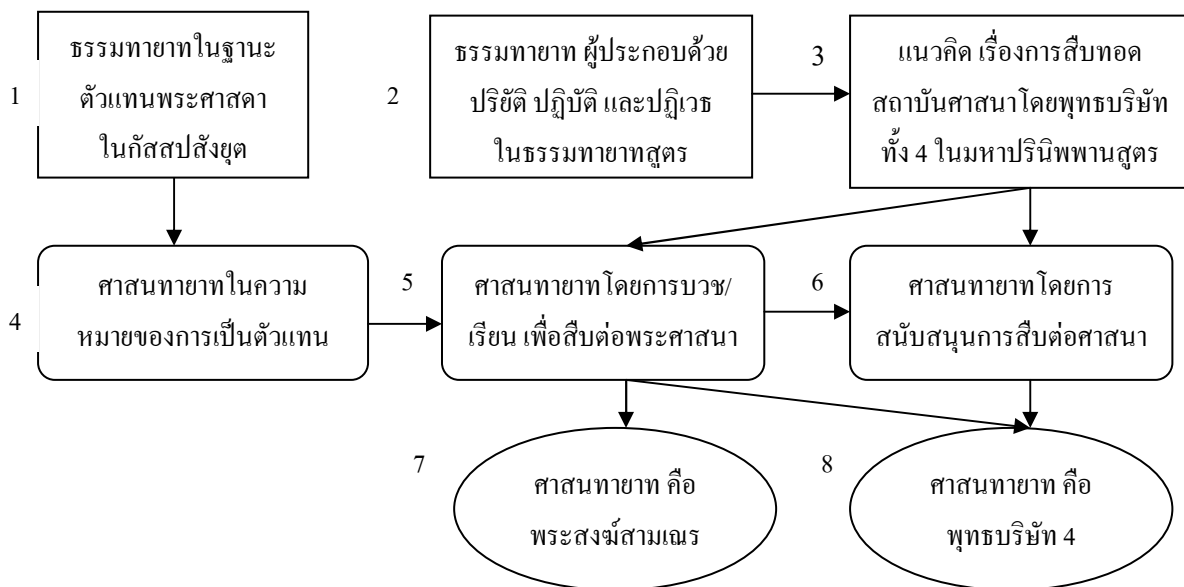 1
ธรรมทายาทในฐานะ
ตัวแทนพระศาสดา
ในกัสสปสังยุต
2
ธรรมทายาท ผู้ประกอบด้วย
ปริยัติ ปฏิบัติ และปฏิเวธ
ในธรรมทายาทสูตร
3
แนวคิด เรื่องการสืบทอด
สถาบันศาสนาโดยพุทธบริษัท
ทั้ง 4 ในมหาปรินิพพานสูตร
4
ศาสนทายาทในความ
หมายของการเป็นตัวแทน
5
ศาสนทายาทโดยการบวช/
เรียน เพื่อสืบต่อพระศาสนา
6
ศาสนทายาทโดยการ
สนับสนุนการสืบต่อศาสนา
7
ศาสนทายาท คือ
พระสงฆ์สามเณร
8
ศาสนทายาท คือ
พุทธบริษัท 4